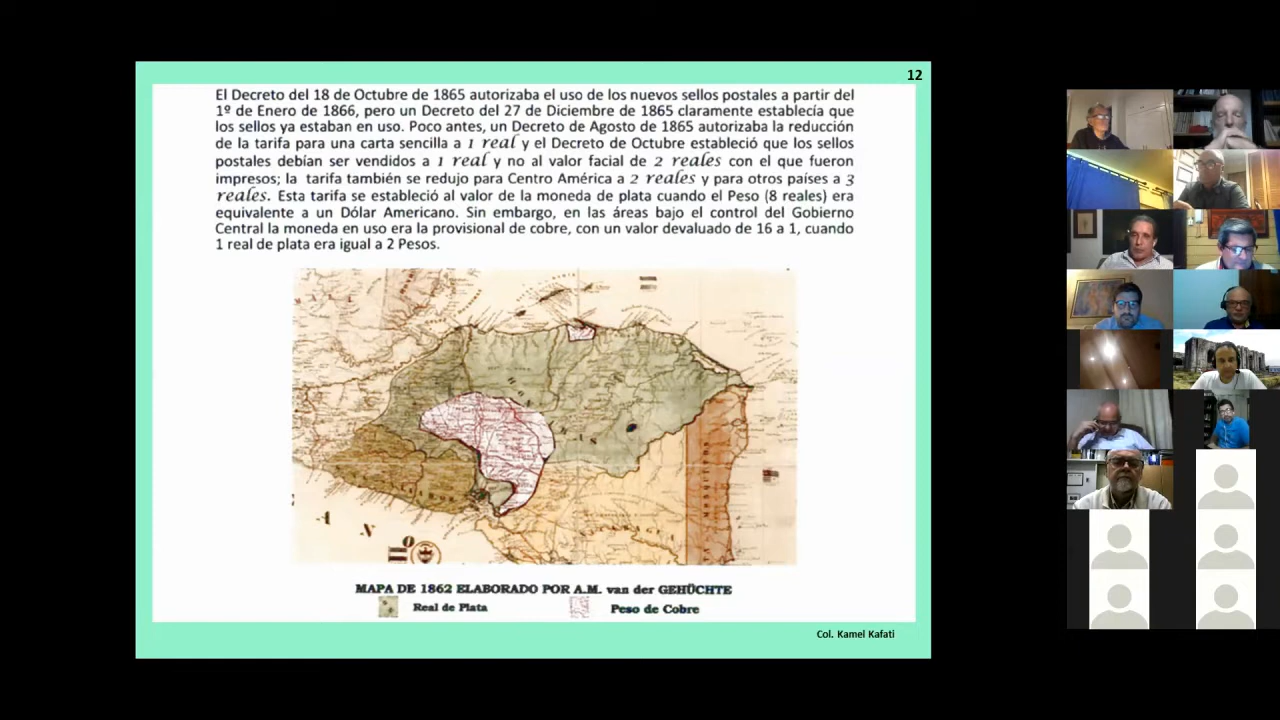 12
El Decreto del 18 de Octubre de 1865 autorizaba el uso de los nuevos sellos postales a partir del
1º de Enero de 1866, pero un Decreto del 27 de Diciembre de 1865 claramente establecía que
los sellos ya estaban en uso. Poco antes, un Decreto de Agosto de 1865 autorizaba la reducción
de la tarifa para una carta sencilla a 1 real y el Decreto de Octubre estableció que los sellos
postales debían ser vendidos a 1 real y no al valor facial de 2 reales con el que fueron
impresos; la tarifa también se redujo para Centro América a 2 reales y para otros países a 3
reales. Esta tarifa se estableció al valor de la moneda de plata cuando el Peso (8 reales) era
equivalente a un Dólar Americano. Sin embargo, en las áreas bajo el control del Gobierno
Central la moneda en uso era la provisional de cobre, con un valor devaluado de 16 a 1, cuando
1 real de plata era igual a 2 Pesos.
MAPA DE 1862 ELABORADO POR A.M. van der GEHÜCHTE
Real de Plata
Peso de Cobre
Col. Kamel Kafati